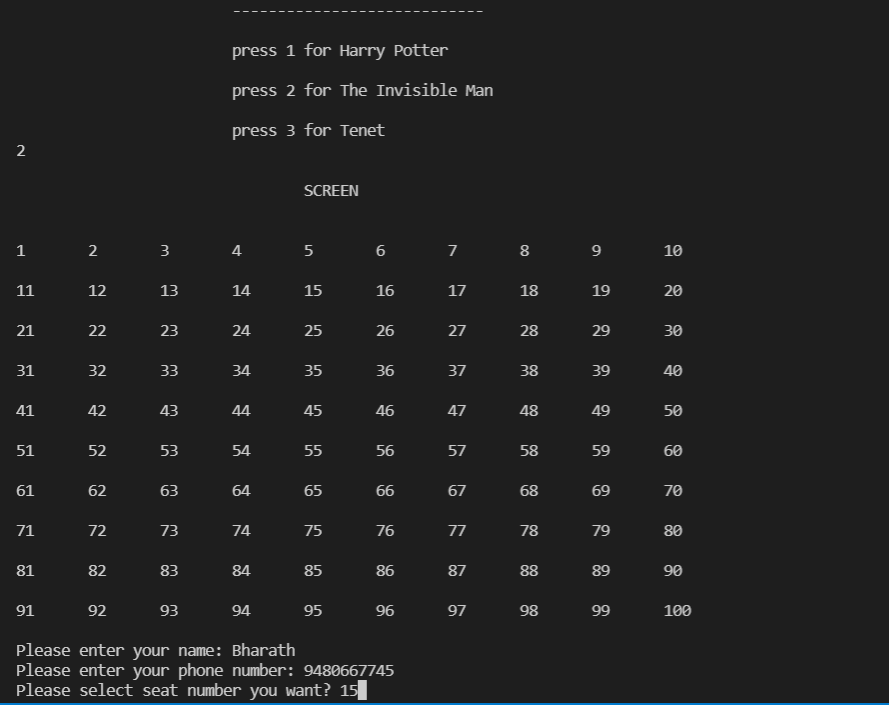 ----------------------------
press 1 for Harry Potter
press 2 for The Invisible Man
press 3 for Tenet
2
SCREEN
1 2 3 4 5 6 7 8 9 10
11 12 13 14 15 16 17 18 19 20
21 22 23 24 25 26 27 28 29 30
31 32 33 34 35 36 37 38 39 40
41 42 43 44 45 46 47 48 49 50
51 52 53 54 55 56 57 58 59 60
61 62 63 64 65 66 67 68 69 70
71 72 73 74 75 76 77 78 79 80
81 82 83 84 85 86 87 88 89 90
91 92 93 94 95 96 97 98 99 100
Please enter your name: Bharath
Please enter your phone number: 9480667745
Please select seat number you want? 15